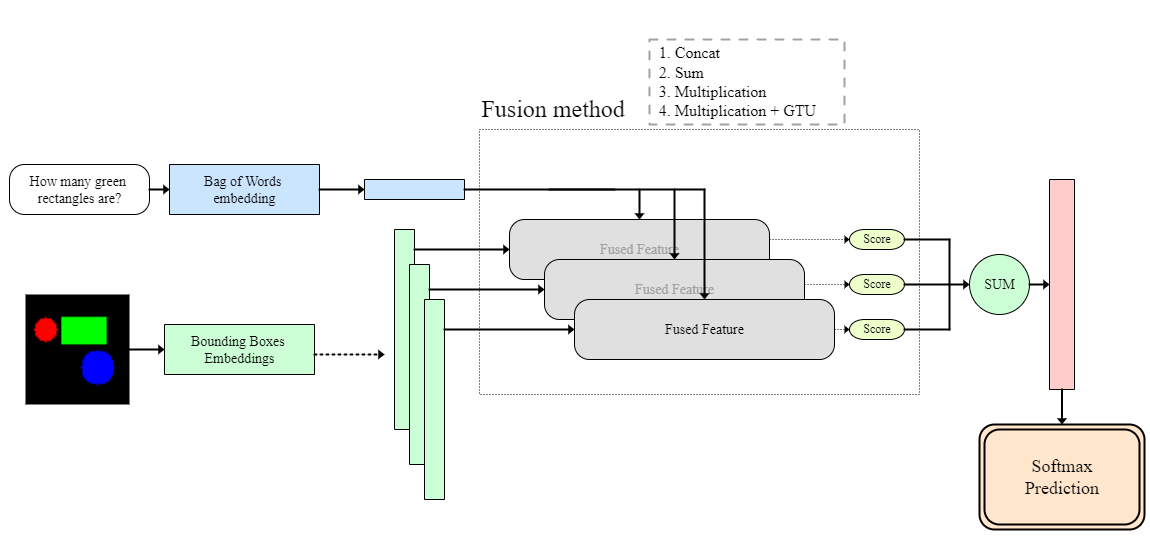 1. Concat
2. Sum
3. Multiplication
4. Multiplication + GTU
Fusion method
How many green
rectangles are?
Bag of Words
embedding
Fused Feature
Score
Fused Feature
Score
SUM
Fused Feature
Score
Bounding Boxes
Embeddings
Softmax
Prediction